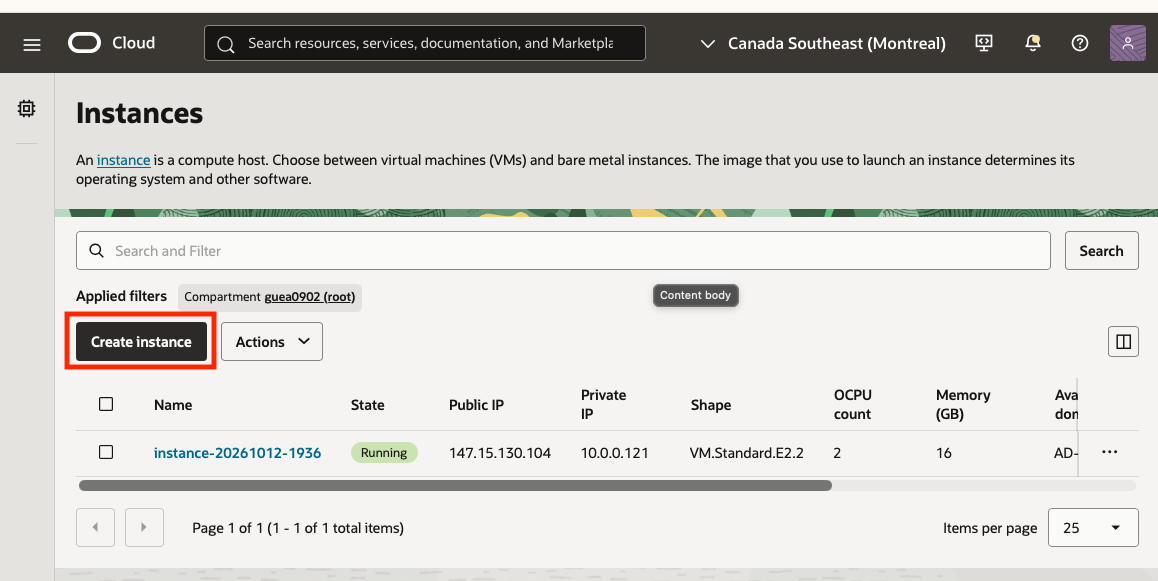 Cloud
Search resources, services, documentation, and Marketpla
Canada Southeast (Montreal)
Instances
An instance is a compute host. Choose between virtual machines (VMs) and bare metal instances. The image that you use to launch an instance determines its
operating system and other software.
Search and Filter
Search
Applied filters
Compartment guea0902 (root)
Content body
Create instance
Actions
Name
State
Public IP
Private
IP
Shape
OCPU
count
Memory
(GB)
Ava
dor
instance-20261012-1936
Running
147.15.130.104
10.0.0.121
VM.Standard.E2.2
2
16
AD-
Page 1 of 1 (1 - 1 of 1 total items)
Items per page
25